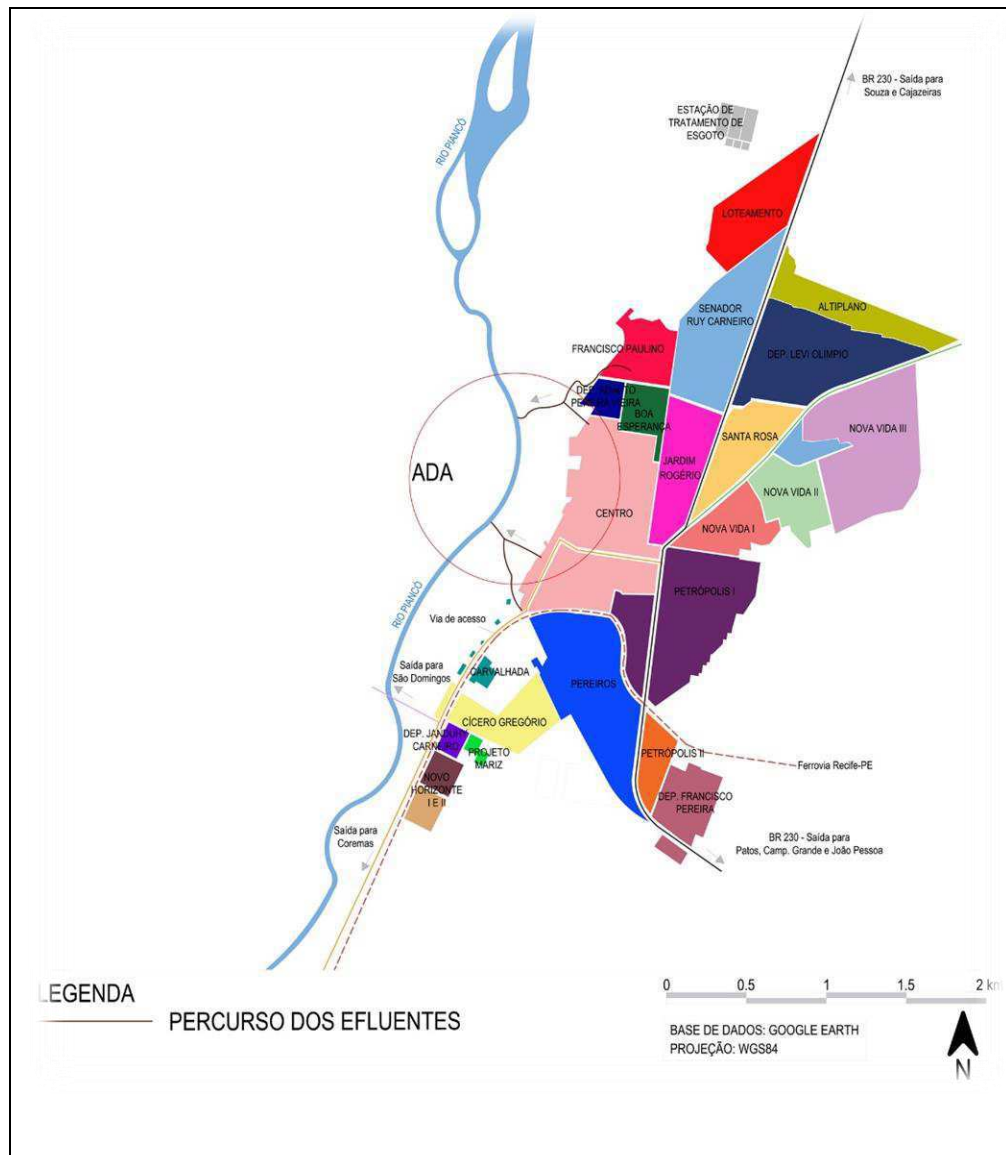 BR 230 - Saída para
Souza e Cajazeiras
ESTAÇÃO DE
TRATAMENTO DE
ESGOTO
RIO PIANCÓ
LOTEAMENTO
SENADOR
RUY CARNEIRO
ALTIPLANO
FRANCISCO PAULINO
DEP. LEVI OLIMPIO
DEP.
PEREIRA VIEIRA
BOA
ESPERANÇA
SANTA ROSA
NOVA VIDA III
ADA
JARDIM
ROGÉRIO
NOVA VIDA II
CENTRO
NOVA VIDA I
PETRÓPOLIS I
RIO PIANCÓ
Via de acesso
Saída para
São Domingos
CARVALHADA
PEREIROS
CÍCERO GREGÓRIO
DEP. JANDUHY
CARNEIRO
PROJETO
MARIZ
PETRÓPOLIS II
Ferrovia Recife-PE
NOVO
HORIZONTE
I E II
DEP. FRANCISCO
PEREIRA
Saída para
Coremas
BR 230 - Saída para
Patos, Camp. Grande e João Pessoa
LEGENDA
PERCURSO DOS EFLUENTES
0 0.5 1 1.5 2 km
BASE DE DADOS: GOOGLE EARTH
PROJEÇÃO: WGS84
N